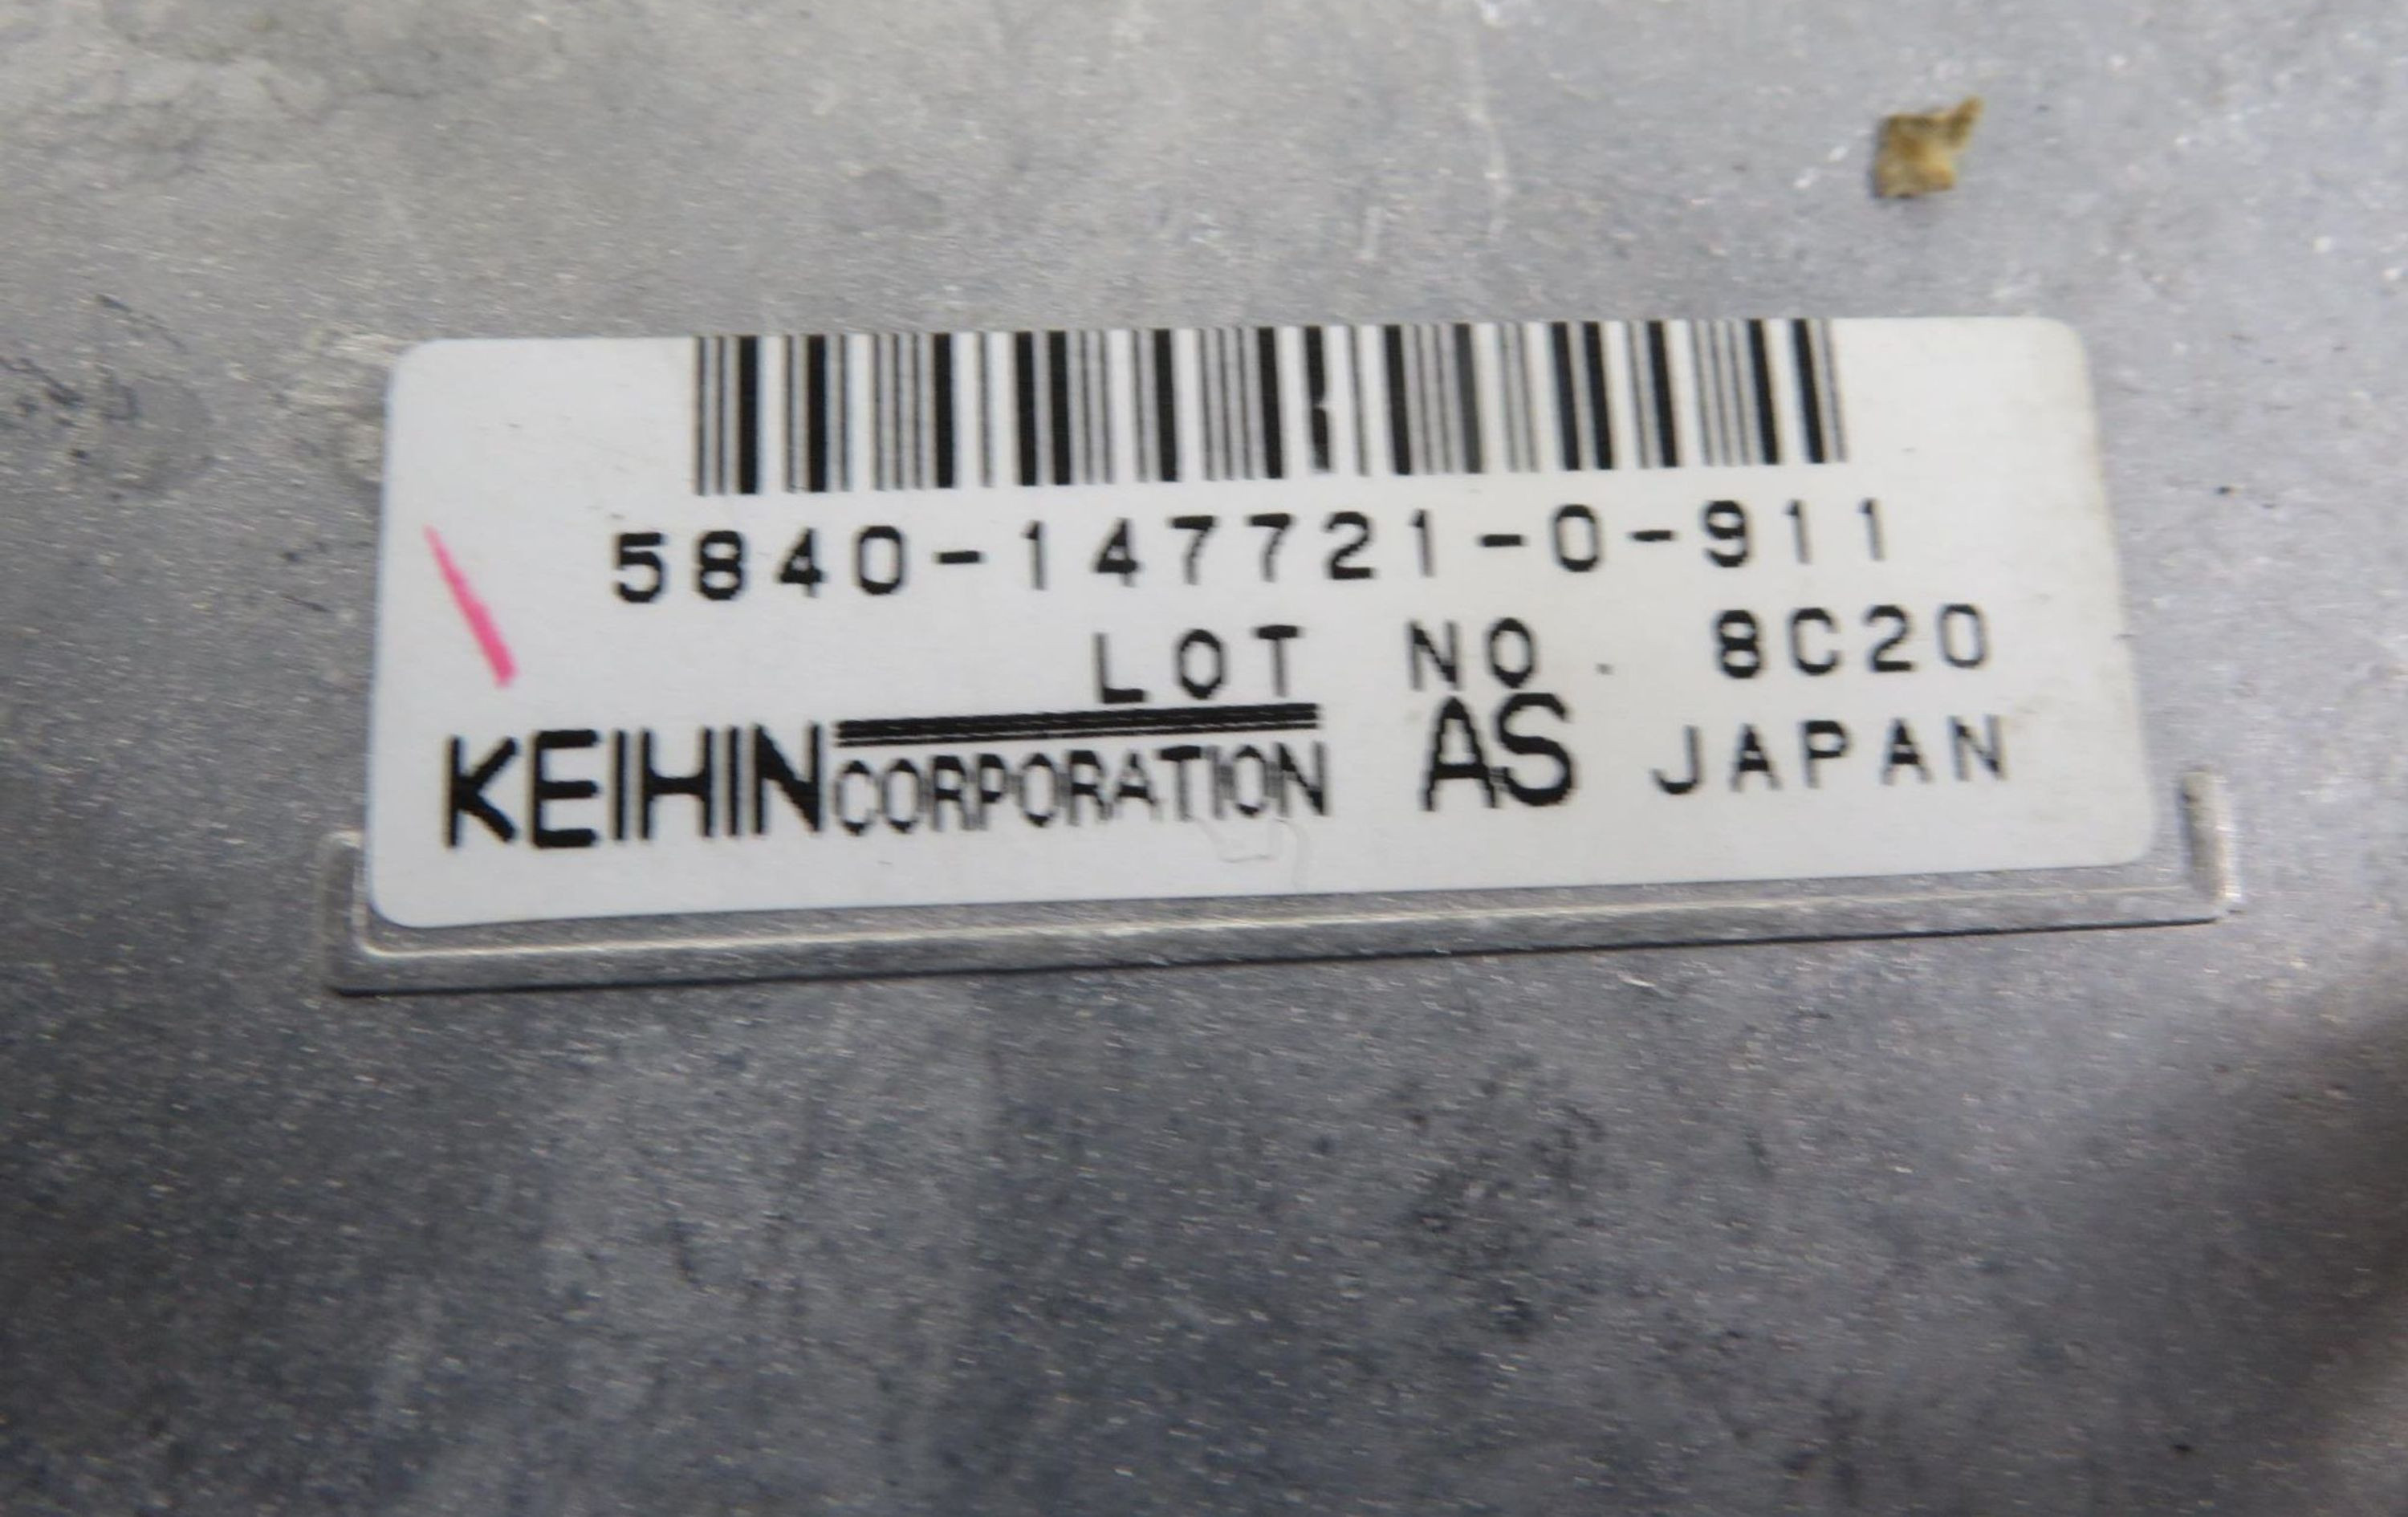 5840-147721-0-911
LOT NO. 8C20
KEIHIN CORPORATION AS JAPAN